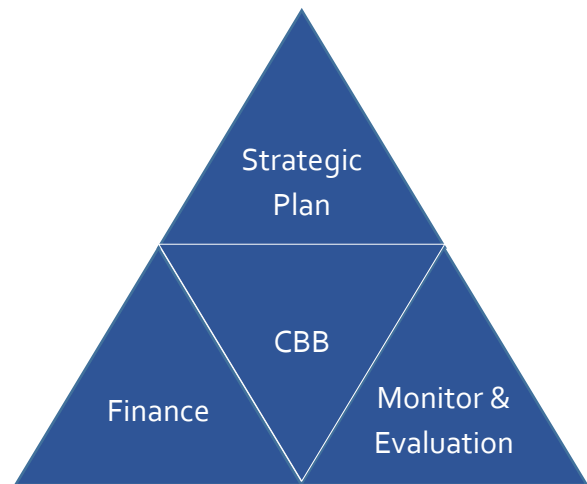 Strategic
Plan
CBB
Finance
Monitor &
Evaluation